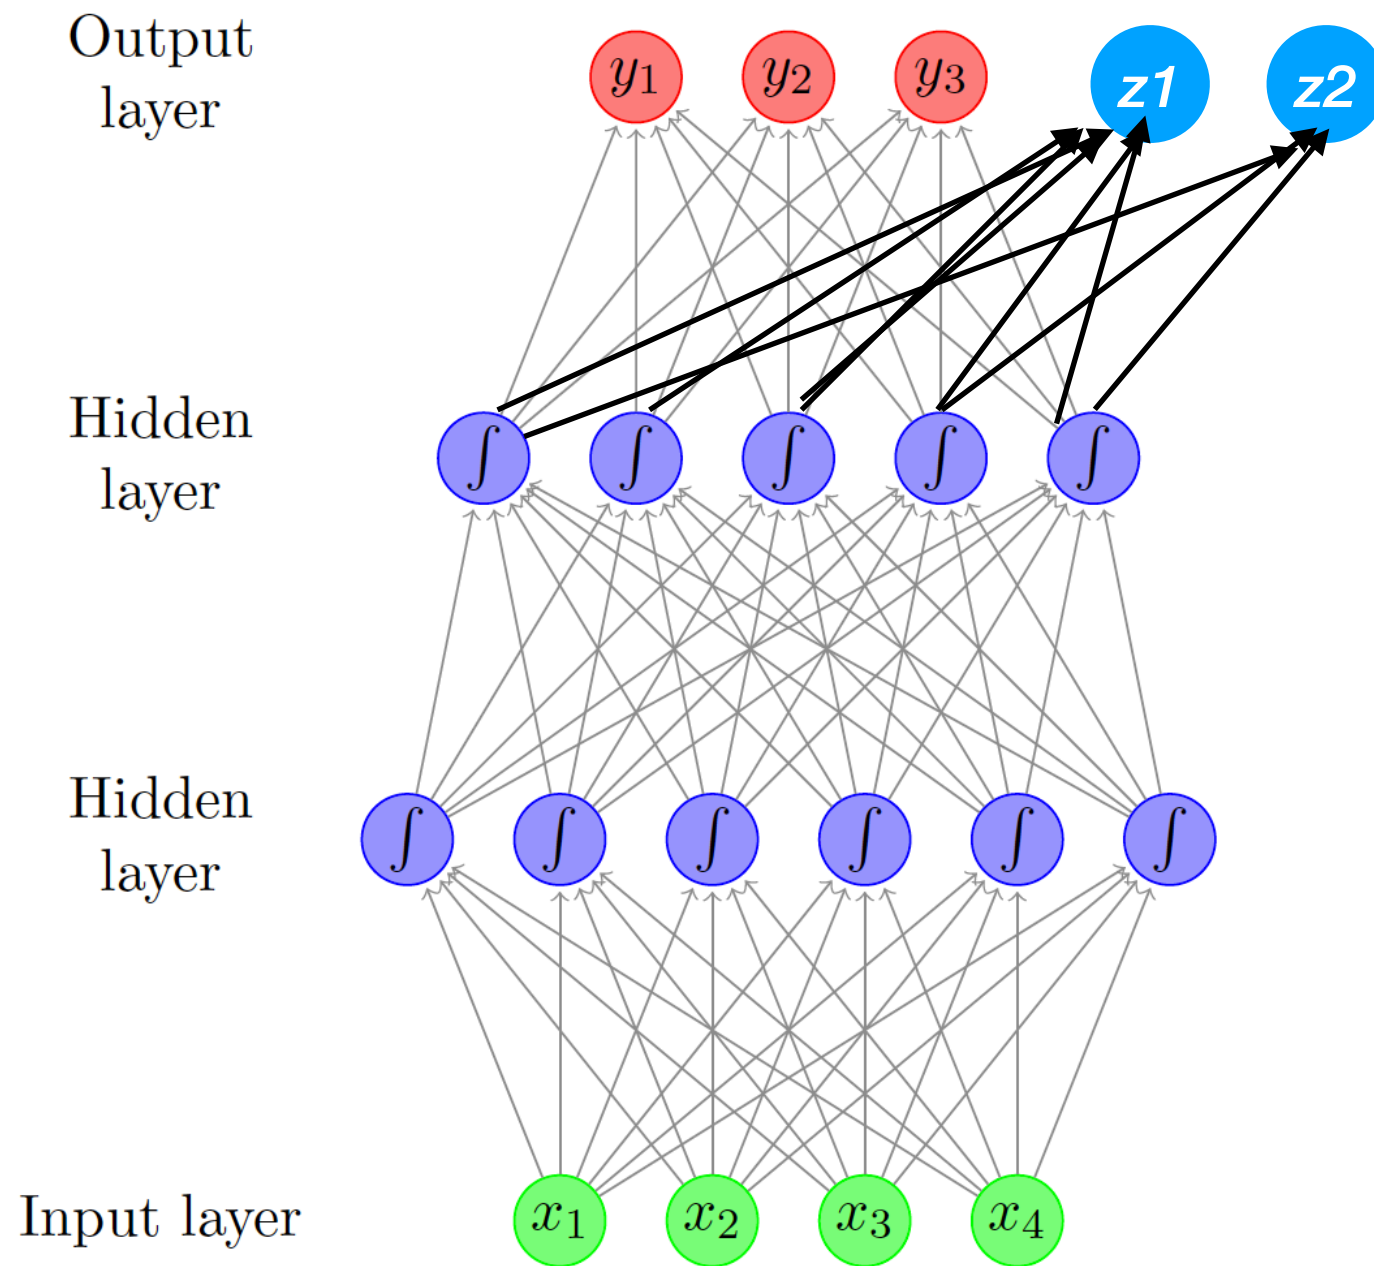 Output
layer
y1 y2 y3 z1 z2
Hidden
layer
∫ ∫ ∫ ∫ ∫
Hidden
layer
∫ ∫ ∫ ∫ ∫ ∫
Input layer
x1 x2 x3 x4